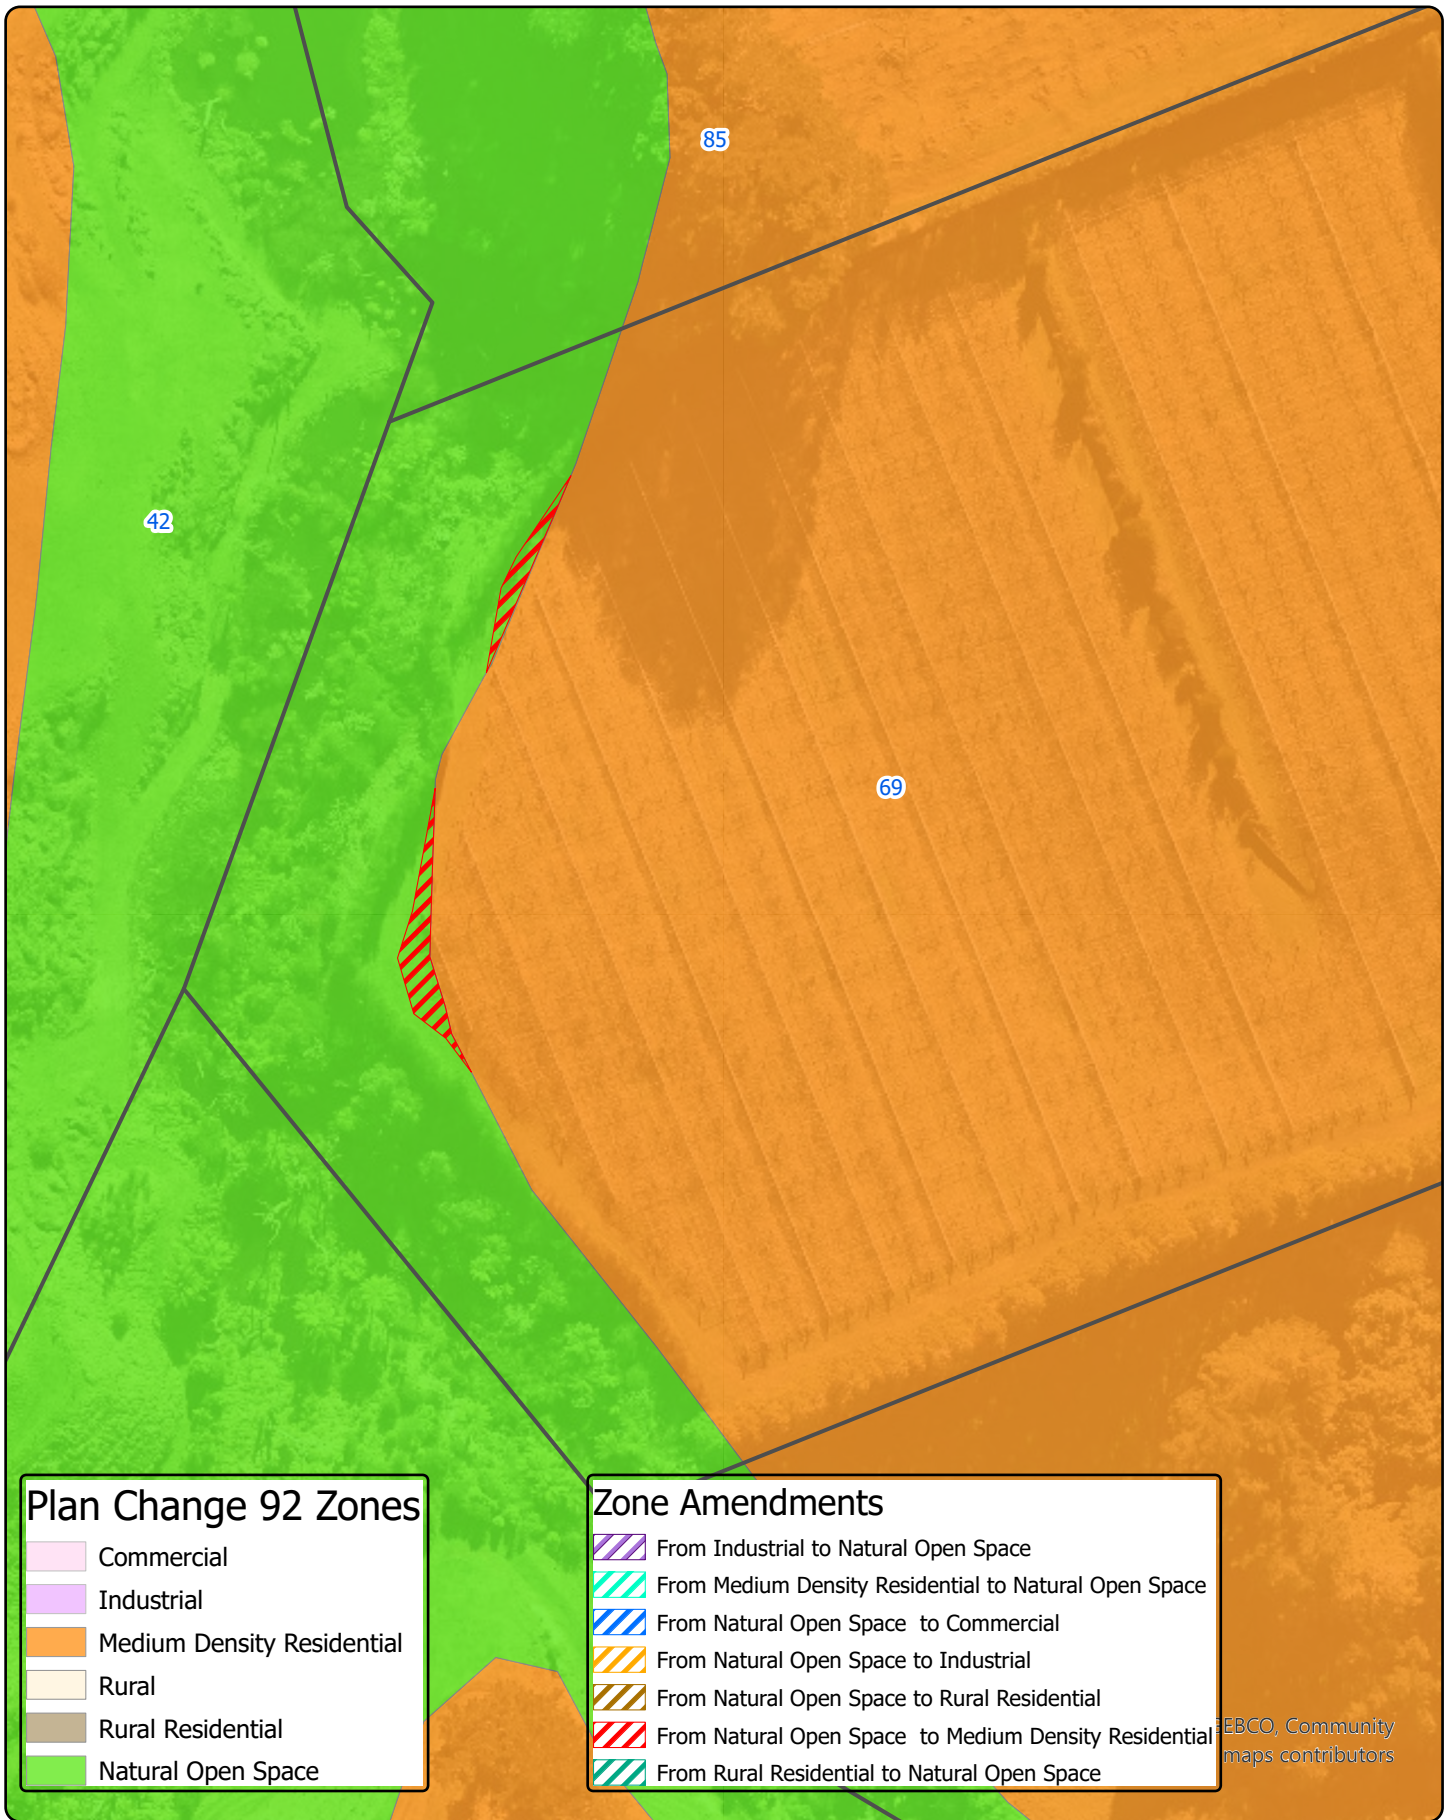 85
42
69
Plan Change 92 Zones
Commercial
Industrial
Medium Density Residential
Rural
Rural Residential
Natural Open Space
Zone Amendments
From Industrial to Natural Open Space
From Medium Density Residential to Natural Open Space
From Natural Open Space  to Commercial
From Natural Open Space to Industrial
From Natural Open Space to Rural Residential
From Natural Open Space  to Medium Density Residential
From Rural Residential to Natural Open Space
EBCO, Community
maps contributors